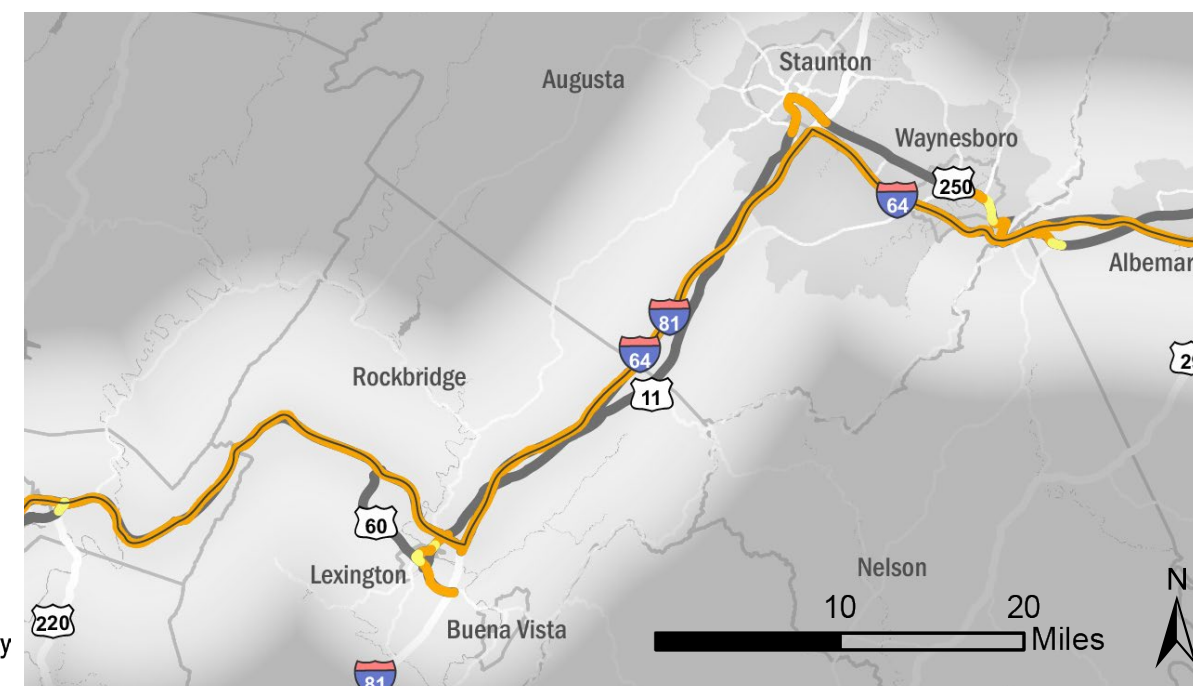 Staunton
Augusta
Waynesboro
250
64
Albemar
81
64
29
Rockbridge
11
60
Lexington
Nelson
N
10 20
220
Buena Vista
Miles
y
81